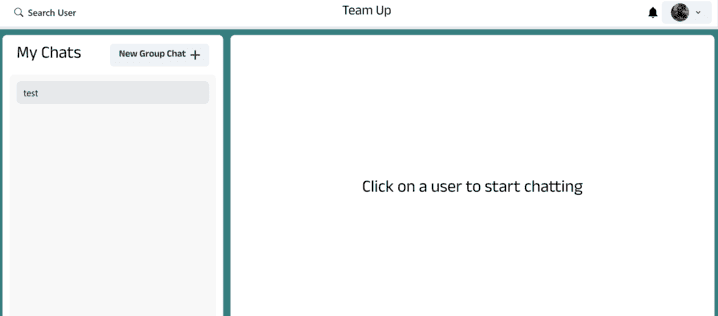 Search User
Team Up
My Chats
New Group Chat +
test
Click on a user to start chatting